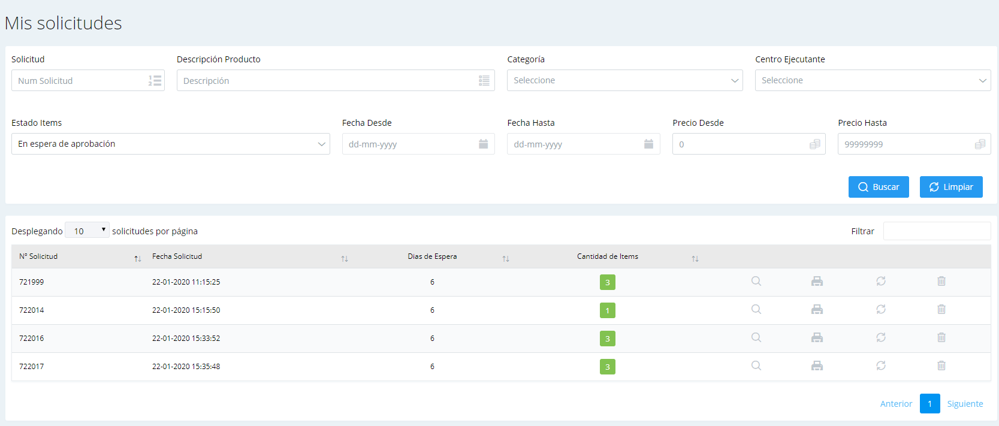 Mis solicitudes
Solicitud Descripción Producto Categoría Centro Ejecutante
Num Solicitud Descripción Seleccione Seleccione
Estado Items Fecha Desde Fecha Hasta Precio Desde Precio Hasta
En espera de aprobación dd-mm-yyyy dd-mm-yyyy 0 99999999
Buscar Limpiar
Desplegando 10 solicitudes por página Filtrar
Nº Solicitud Fecha Solicitud Dias de Espera Cantidad de Items
721999 22-01-2020 11:15:25 6 3
722014 22-01-2020 15:15:50 6 1
722016 22-01-2020 15:33:52 6 3
722017 22-01-2020 15:35:48 6 3
Anterior 1 Siguiente